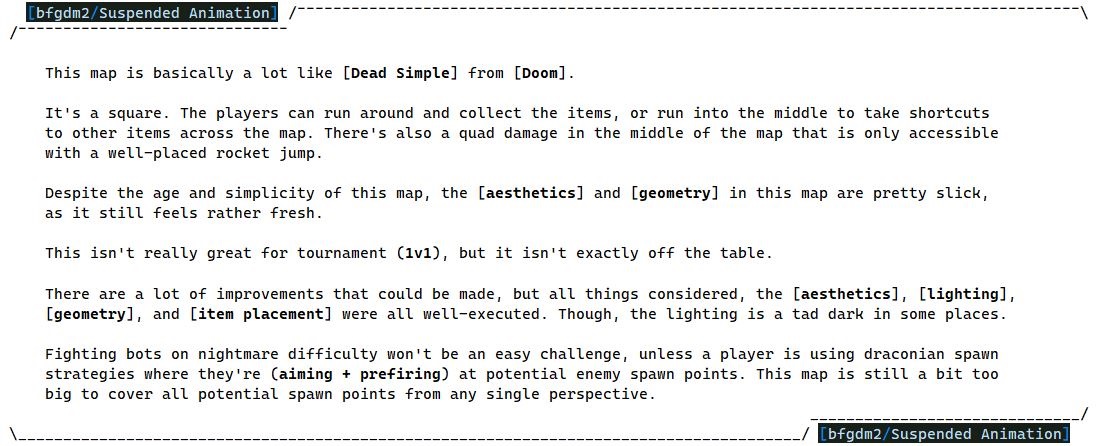 [bfgdm2/Suspended Animation]
This map is basically a lot like [Dead Simple] from [Doom].
It's a square. The players can run around and collect the items, or run into the middle to take shortcuts
to other items across the map. There's also a quad damage in the middle of the map that is only accessible
with a well-placed rocket jump.
Despite the age and simplicity of this map, the [aesthetics] and [geometry] in this map are pretty slick,
as it still feels rather fresh.
This isn't really great for tournament (1v1), but it isn't exactly off the table.
There are a lot of improvements that could be made, but all things considered, the [aesthetics], [lighting],
[geometry], and [item placement] were all well-executed. Though, the lighting is a tad dark in some places.
Fighting bots on nightmare difficulty won't be an easy challenge, unless a player is using draconian spawn
strategies where they're (aiming + prefiring) at potential enemy spawn points. This map is still a bit too
big to cover all potential spawn points from any single perspective.
[bfgdm2/Suspended Animation]